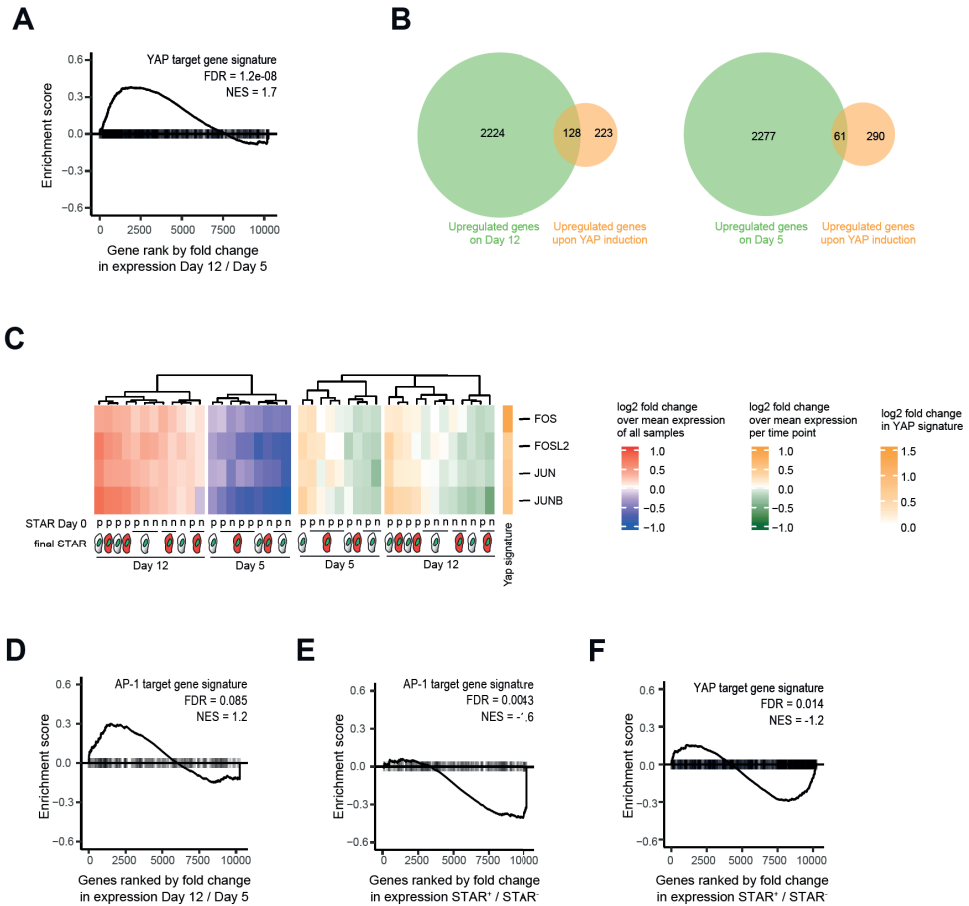 A
YAP target gene signature
FDR = 1.2e-08
NES = 1.7
Enrichment score
0.6
0.3
0.0
−0.3
−0.6
0 2500 5000 7500 10000
Gene rank by fold change
in expression Day 12 / Day 5
B
2224 128 223
Upregulated genes
on Day 12
Upregulated genes
upon YAP induction
2277 61 290
Upregulated genes
on Day 5
Upregulated genes
upon YAP induction
C
FOS
FOSL2
JUN
JUNB
STAR Day 0
p p p p p n n n n n p n
p p n p p p n p n
p n n p p p n p n
p p p p n n n n p n p n
final STAR
Day 12
Day 5
Day 5
Day 12
Yap signature
log2 fold change
over mean expression
of all samples
1.0
0.5
0.0
−0.5
−1.0
log2 fold change
over mean expression
per time point
1.0
0.5
0.0
−0.5
−1.0
log2 fold change
in YAP signature
1.5
1.0
0.5
0.0
D
AP-1 target gene signature
FDR = 0.085
NES = 1.2
Enrichment score
0.6
0.3
0.0
−0.3
−0.6
0 2500 5000 7500 10000
Genes ranked by fold change
in expression Day 12 / Day 5
E
AP-1 target gene signature
FDR = 0.0043
NES = -1.6
Enrichment score
0.6
0.3
0.0
−0.3
−0.6
0 2500 5000 7500 10000
Genes ranked by fold change
in expression STAR⁺ / STAR⁻
F
YAP target gene signature
FDR = 0.014
NES = -1.2
Enrichment score
0.6
0.3
0.0
−0.3
−0.6
0 2500 5000 7500 10000
Genes ranked by fold change
in expression STAR⁺ / STAR⁻